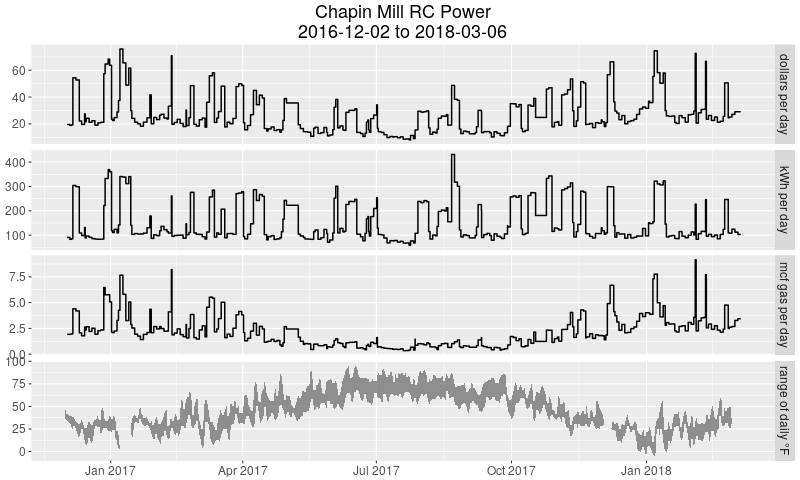 Chapin Mill RC Power
2016-12-02 to 2018-03-06
60
40
20
dollars per day
400
300
200
100
kWh per day
7.5
5.0
2.5
0.0
mcf gas per day
100
75
50
25
0
range of daily °F
Jan 2017 Apr 2017 Jul 2017 Oct 2017 Jan 2018